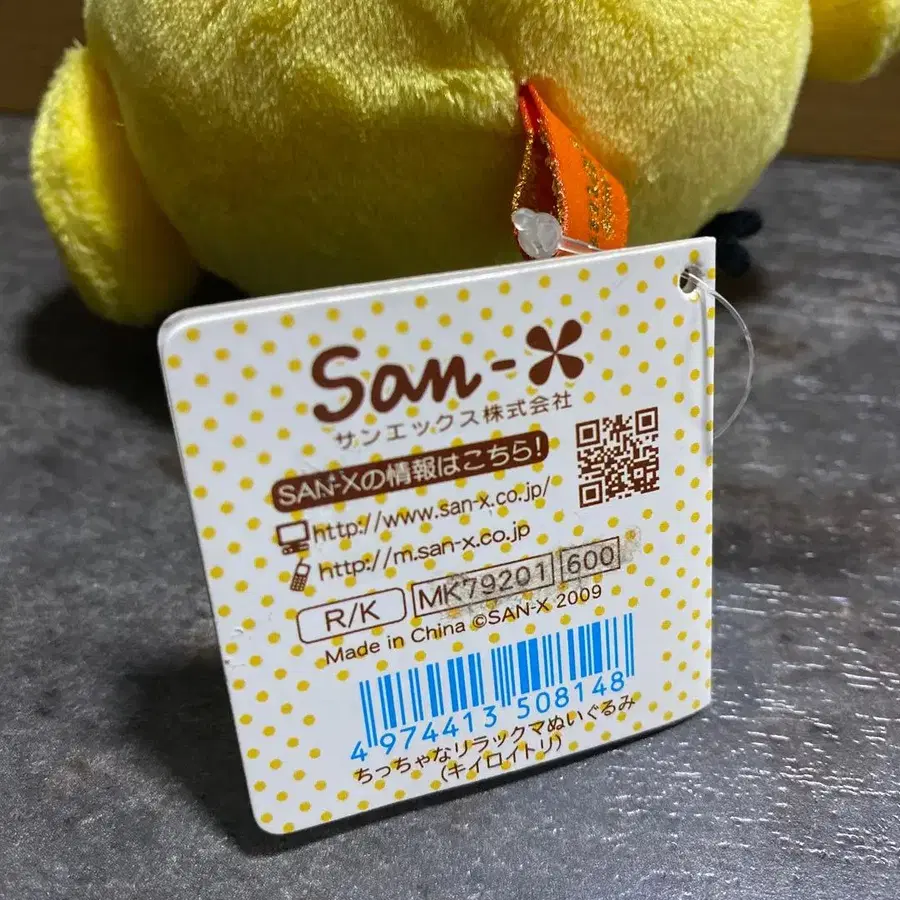 San-X
サンエックス株式会社
SAN-Xの情報はこちら!
http://www.san-x.co.jp/
http://m.san-x.co.jp
R/K MK79201 600
Made in China ©SAN-X 2009
4 974413 508148
ちっちゃなリラックマぬいぐるみ
(キイロイトリ)